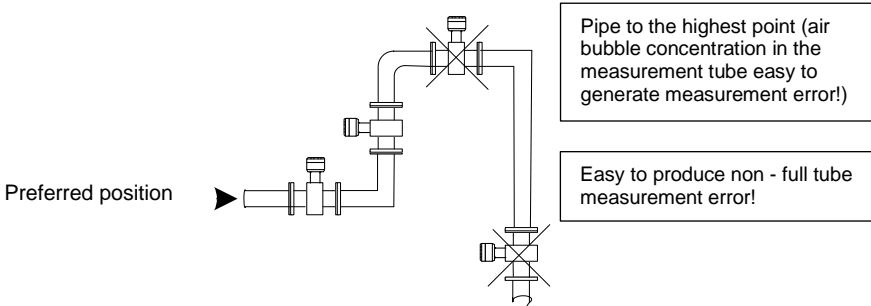 Pipe to the highest point (air
bubble concentration in the
measurement tube easy to
generate measurement error!)
Easy to produce non - full tube
measurement error!
Preferred position